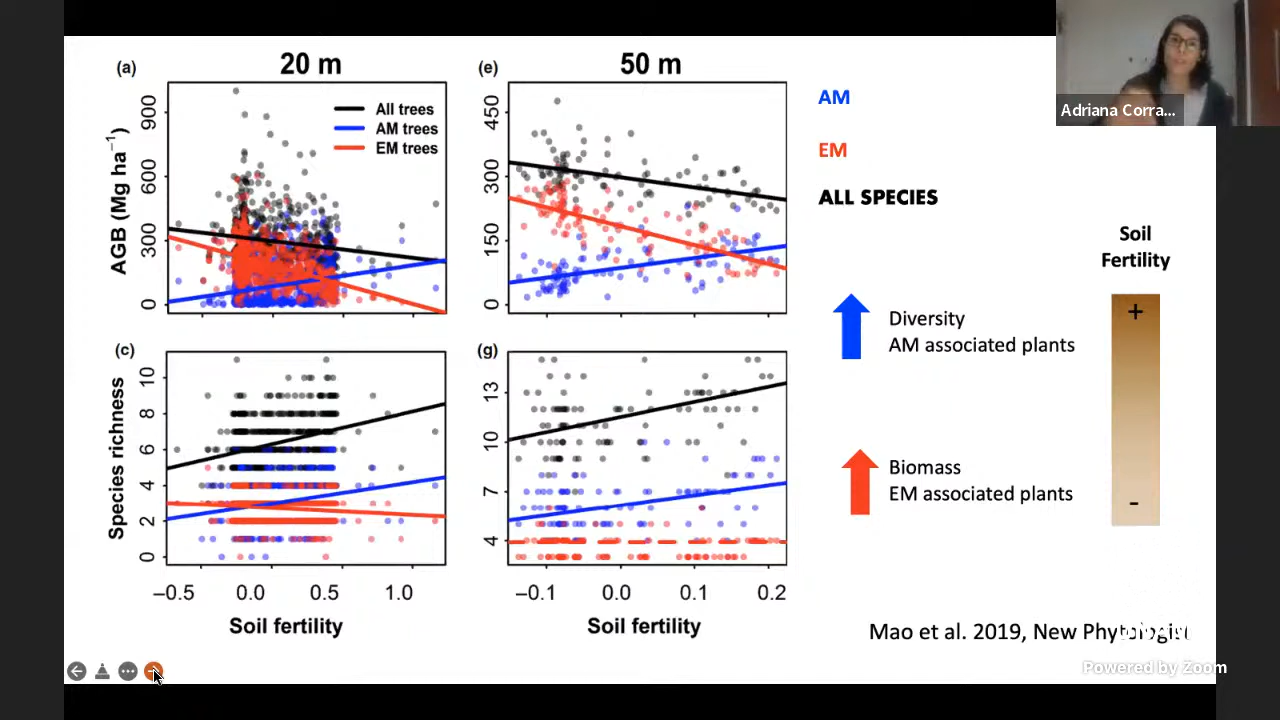 (a)
20 m
(e)
50 m
AM
EM
ALL SPECIES
Adriana Corra...
AGB (Mg ha⁻¹)
900
600
300
0
All trees
AM trees
EM trees
450
300
150
0
Soil
Fertility
+
-
Diversity
AM associated plants
Biomass
EM associated plants
(c)
Species richness
10
8
6
4
2
0
(g)
13
10
7
4
−0.5
0.0
0.5
1.0
Soil fertility
−0.1
0.0
0.1
0.2
Soil fertility
Mao et al. 2019, New
Powered by Zoom